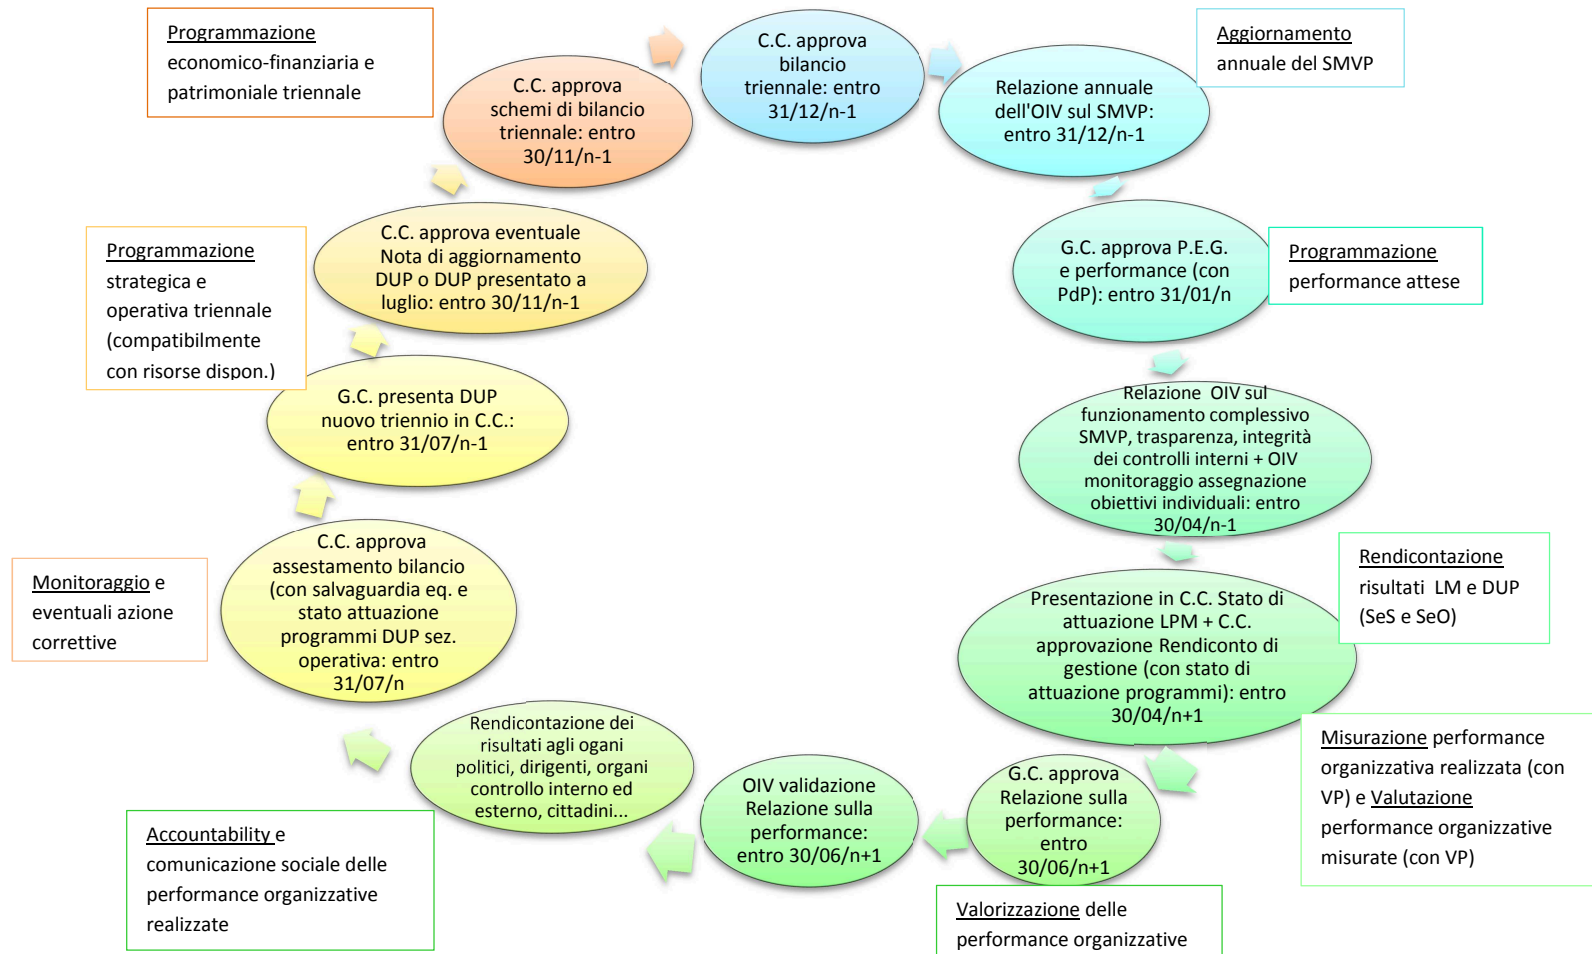 Programmazione
economico-finanziaria e
patrimoniale triennale
C.C. approva
schemi di bilancio
triennale: entro
30/11/n-1
C.C. approva
bilancio
triennale: entro
31/12/n-1
Relazione annuale
dell'OIV sul SMVP:
entro 31/12/n-1
Aggiornamento
annuale del SMVP
G.C. approva P.E.G.
e performance (con
PdP): entro 31/01/n
Programmazione
performance attese
Relazione OIV sul
funzionamento complessivo
SMVP, trasparenza, integrità
dei controlli interni + OIV
monitoraggio assegnazione
obiettivi individuali: entro
30/04/n-1
Rendicontazione
risultati LM e DUP
(SeS e SeO)
Presentazione in C.C. Stato di
attuazione LPM + C.C.
approvazione Rendiconto di
gestione (con stato di
attuazione programmi): entro
30/04/n+1
Misurazione performance
organizzativa realizzata (con
VP) e Valutazione
performance organizzative
misurate (con VP)
G.C. approva
Relazione sulla
performance:
entro
30/06/n+1
Valorizzazione delle
performance organizzative
OIV validazione
Relazione sulla
performance:
entro 30/06/n+1
Rendicontazione dei
risultati agli ogani
politici, dirigenti, organi
controllo interno ed
esterno, cittadini...
Accountability e
comunicazione sociale delle
performance organizzative
realizzate
C.C. approva
assestamento bilancio
(con salvaguardia eq. e
stato attuazione
programmi DUP sez.
operativa: entro
31/07/n
Monitoraggio e
eventuali azione
correttive
G.C. presenta DUP
nuovo triennio in C.C.:
entro 31/07/n-1
Programmazione
strategica e
operativa triennale
(compatibilmente
con risorse dispon.)
C.C. approva eventuale
Nota di aggiornamento
DUP o DUP presentato a
luglio: entro 30/11/n-1